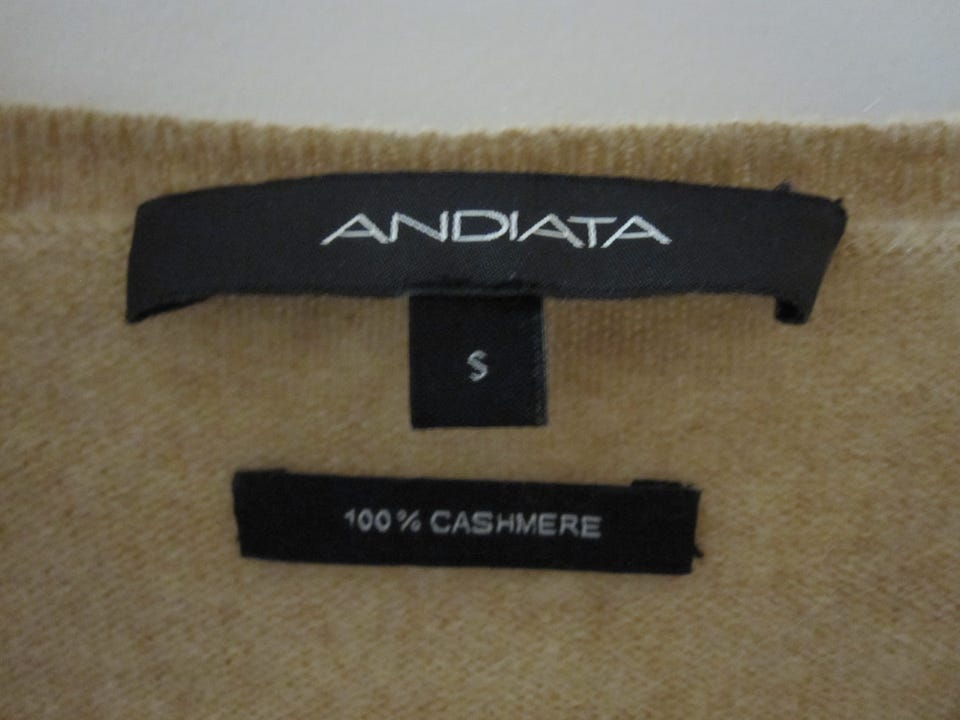 ANDIATA
S
100% CASHMERE